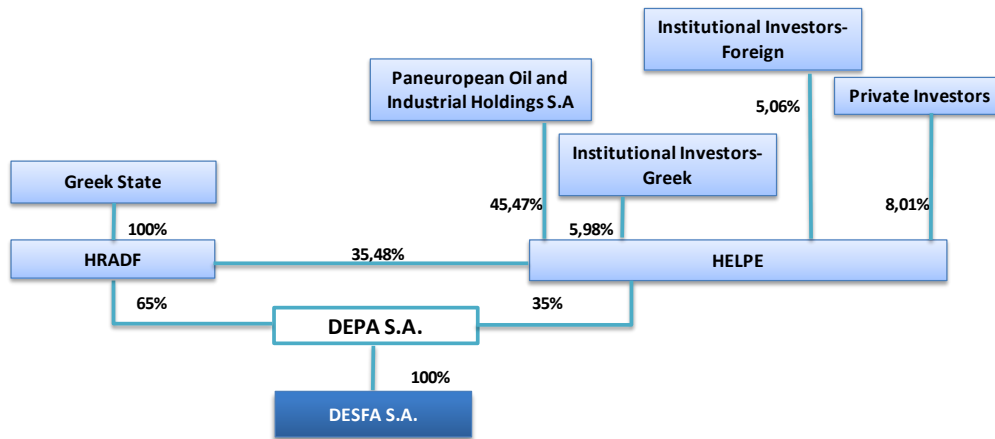 Institutional Investors-
Foreign
Paneuropean Oil and
Industrial Holdings S.A
5,06%
Private Investors
Institutional Investors-
Greek
Greek State
45,47%
8,01%
100%
5,98%
HRADF
35,48%
HELPE
65%
35%
DEPA S.A.
100%
DESFA S.A.